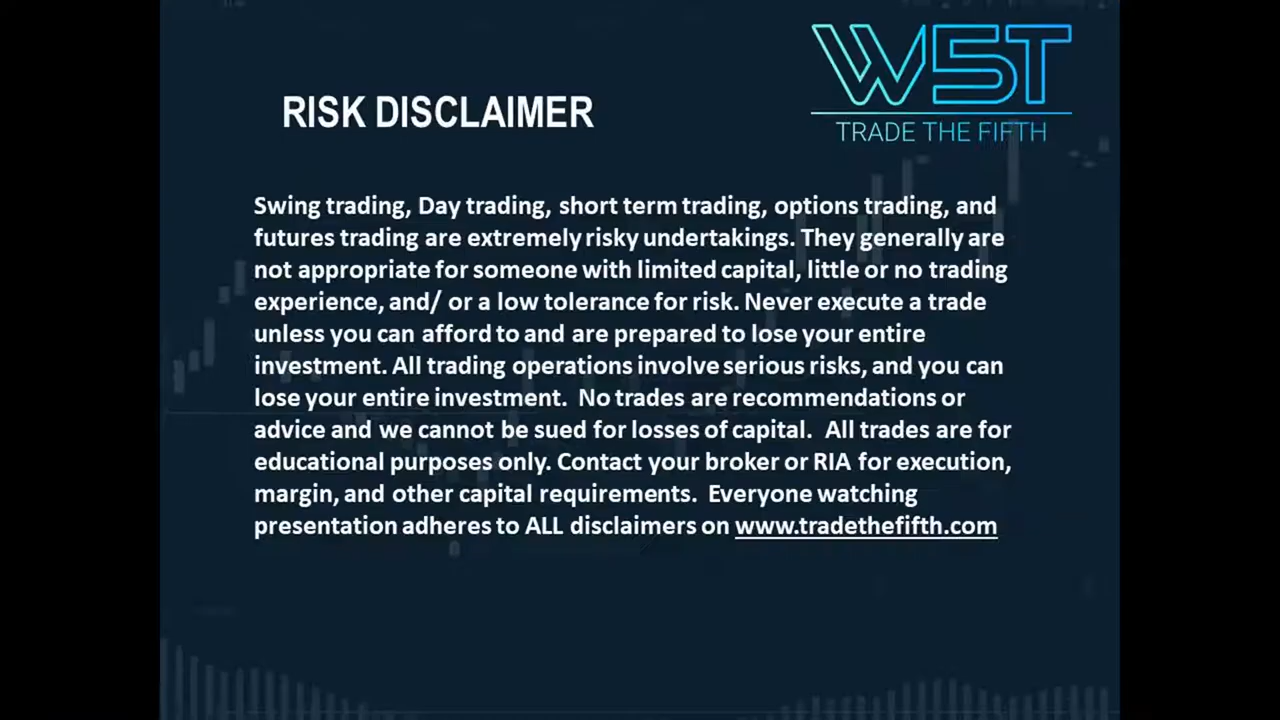 W5T
TRADE THE FIFTH
RISK DISCLAIMER
Swing trading, Day trading, short term trading, options trading, and
futures trading are extremely risky undertakings. They generally are
not appropriate for someone with limited capital, little or no trading
experience, and/ or a low tolerance for risk. Never execute a trade
unless you can afford to and are prepared to lose your entire
investment. All trading operations involve serious risks, and you can
lose your entire investment.  No trades are recommendations or
advice and we cannot be sued for losses of capital.  All trades are for
educational purposes only. Contact your broker or RIA for execution,
margin, and other capital requirements.  Everyone watching
presentation adheres to ALL disclaimers on www.tradethefifth.com